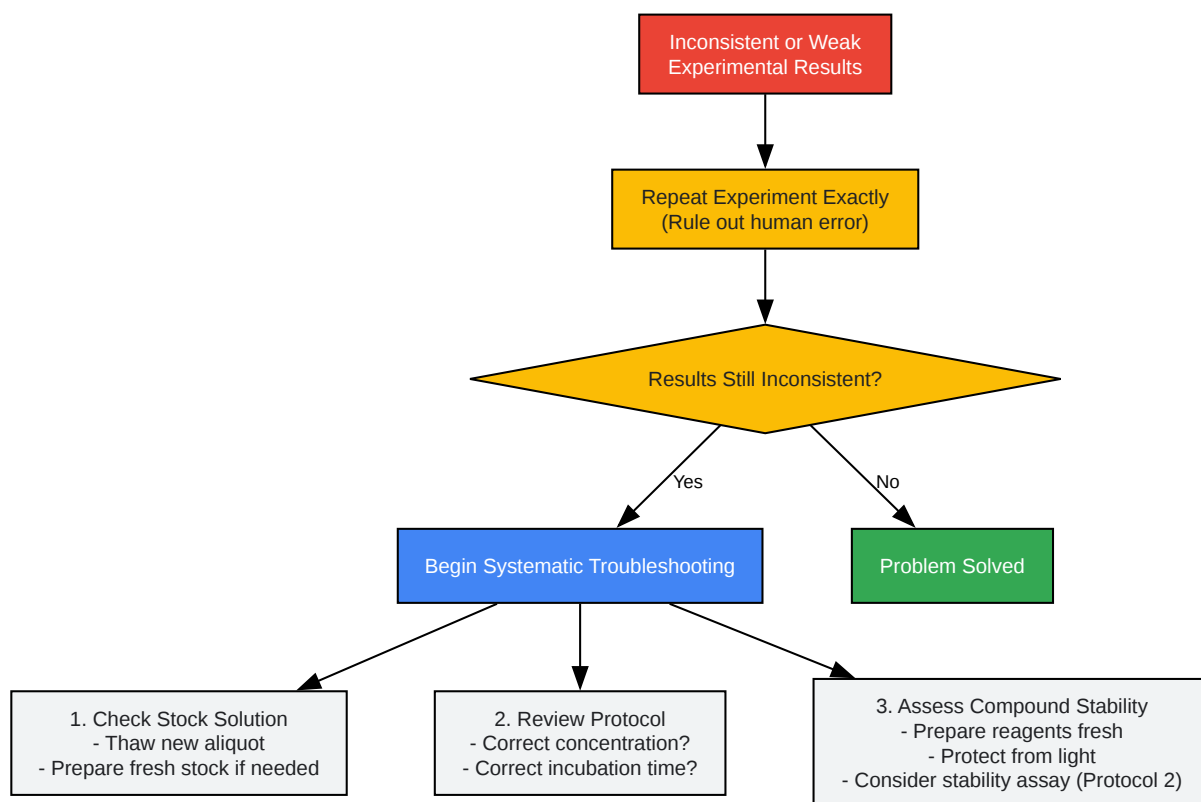 Inconsistent or Weak
Experimental Results
Repeat Experiment Exactly
(Rule out human error)
Results Still Inconsistent?
Yes
No
Begin Systematic Troubleshooting
Problem Solved
1. Check Stock Solution
- Thaw new aliquot
- Prepare fresh stock if needed
2. Review Protocol
- Correct concentration?
- Correct incubation time?
3. Assess Compound Stability
- Prepare reagents fresh
- Protect from light
- Consider stability assay (Protocol 2)